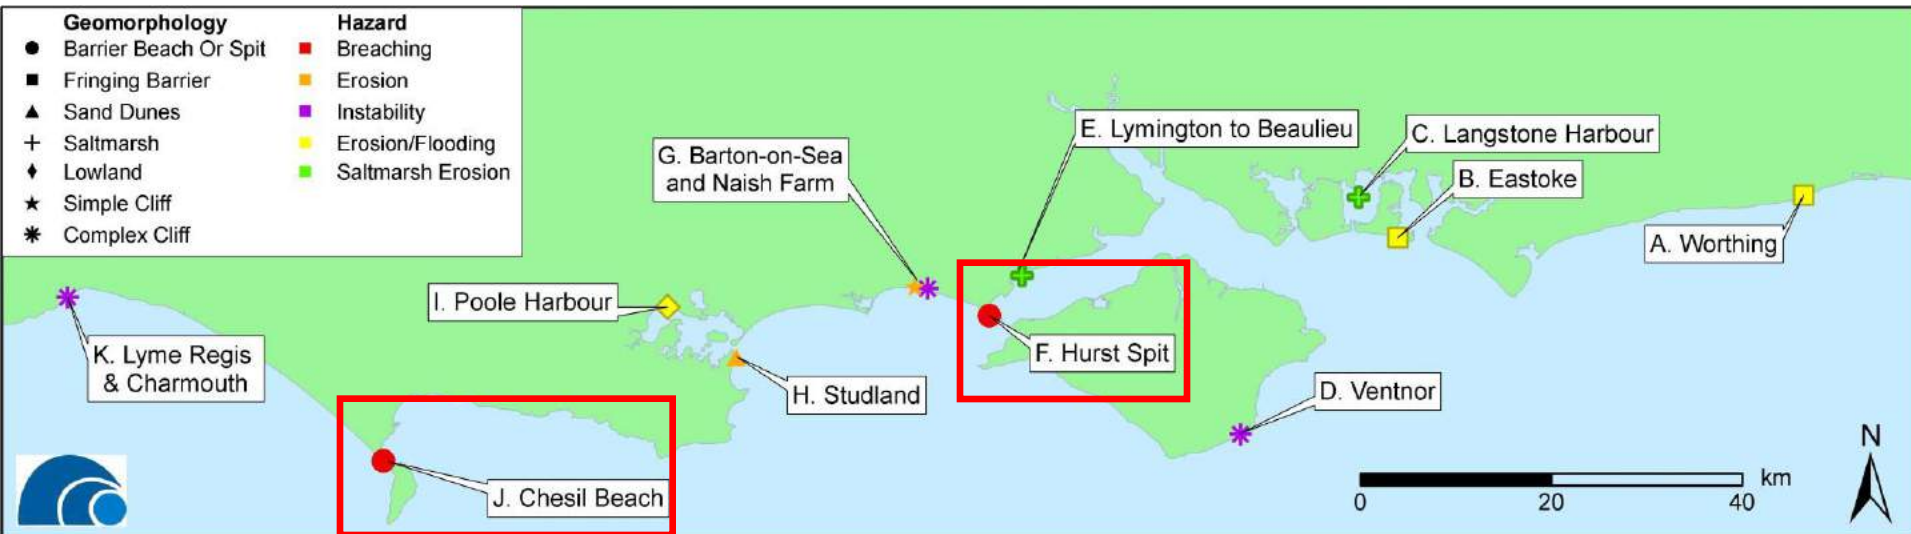 Geomorphology
Barrier Beach Or Spit
Fringing Barrier
Sand Dunes
Saltmarsh
Lowland
Simple Cliff
Complex Cliff
Hazard
Breaching
Erosion
Instability
Erosion/Flooding
Saltmarsh Erosion
G. Barton-on-Sea
and Naish Farm
E. Lymington to Beaulieu
C. Langstone Harbour
B. Eastoke
A. Worthing
I. Poole Harbour
K. Lyme Regis
& Charmouth
H. Studland
F. Hurst Spit
D. Ventnor
J. Chesil Beach
N
km
0 20 40